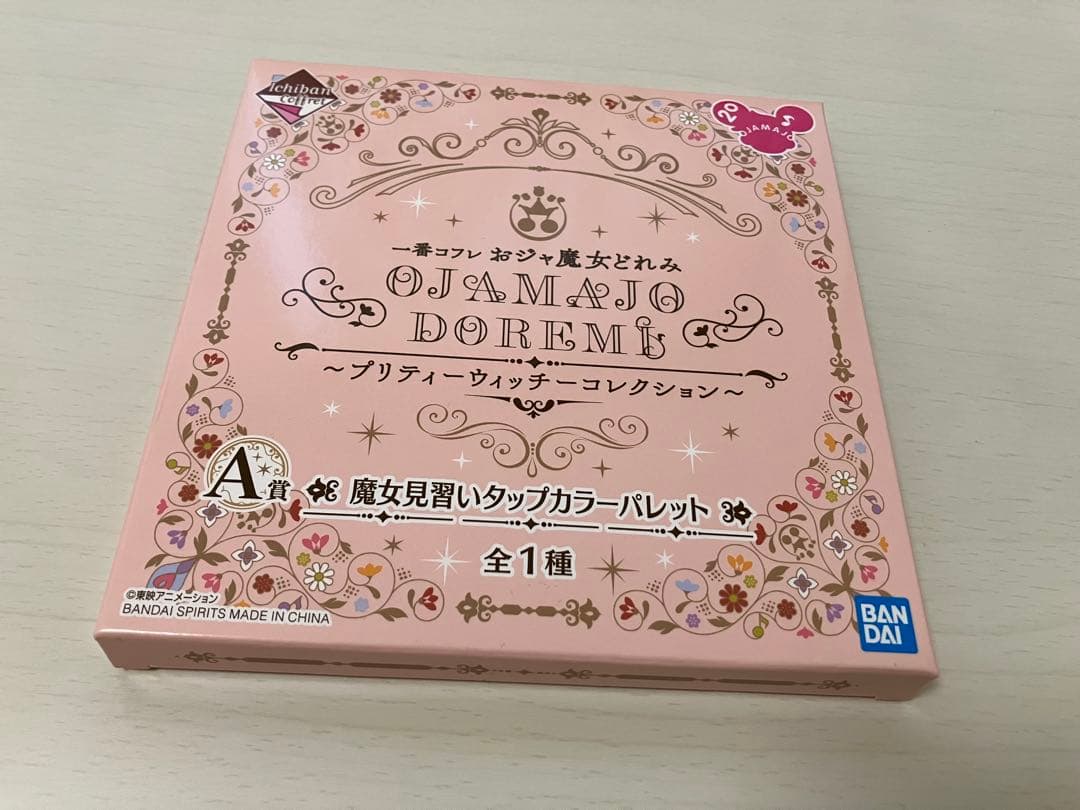 Ichiban
Coffret
20
S
OJAMAJO
一番コフレ おジャ魔女どれみ
OJAMAJO
DOREMI
～プリティーウィッチーコレクション～
A賞
魔女見習いタップカラーパレット
全1種
©東映アニメーション
BANDAI SPIRITS MADE IN CHINA
BAN
DAI